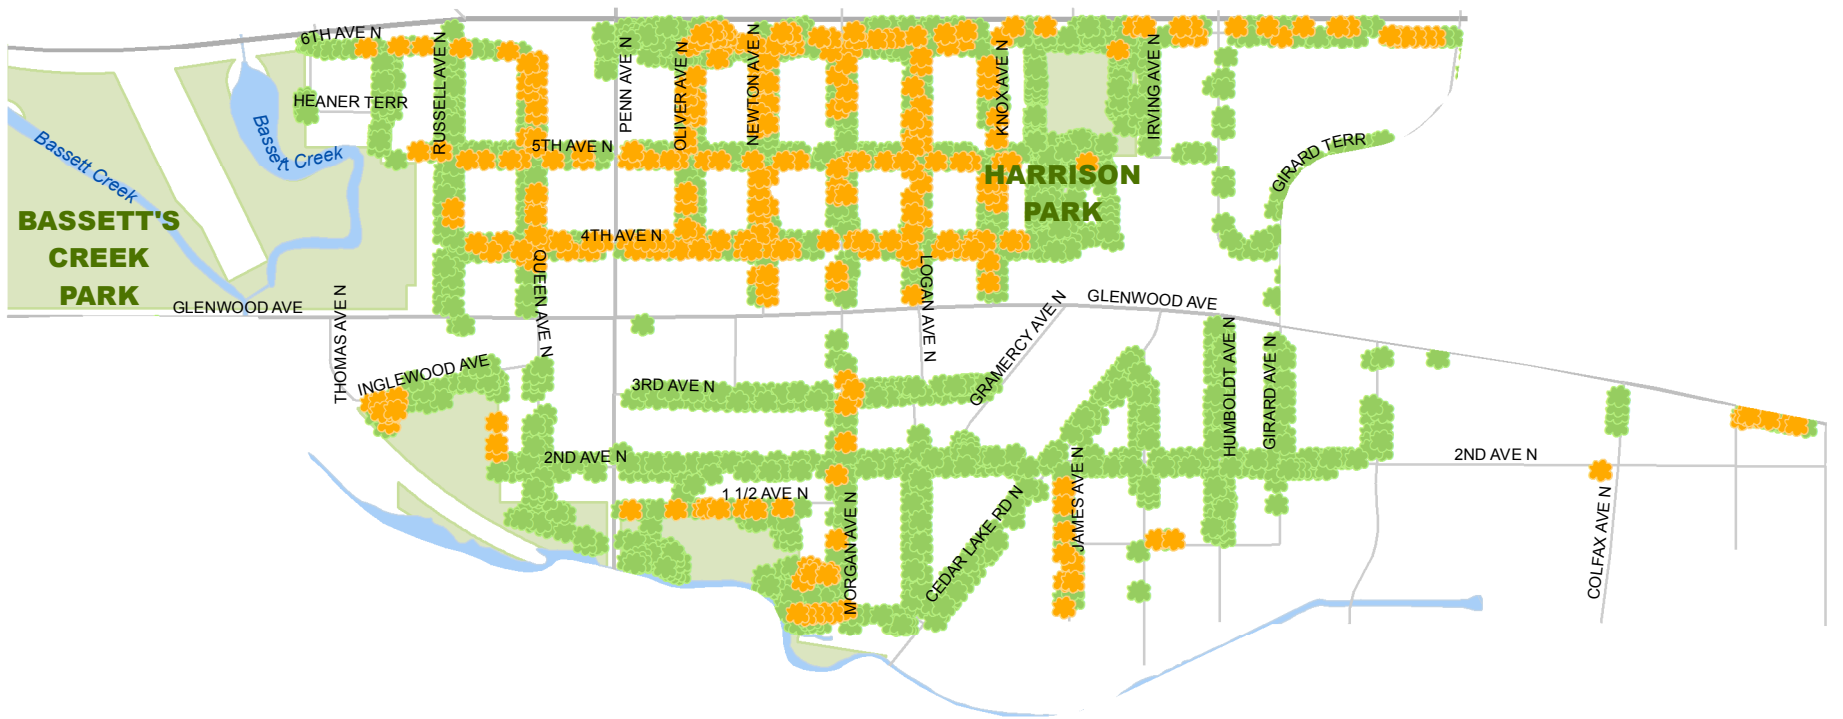 6TH AVE N
HEANER TERR
RUSSELL AVE N
PENN AVE N
OLIVER AVE N
NEWTON AVE N
KNOX AVE N
IRVING AVE N
GIRARD TERR
5TH AVE N
Bassett Creek
Bassett Creek
BASSETT'S
CREEK
PARK
HARRISON
PARK
4TH AVE N
QUEEN AVE N
LOGAN AVE N
GLENWOOD AVE
GLENWOOD AVE
THOMAS AVE N
INGLEWOOD AVE
3RD AVE N
GRAMERCY AVE N
HUMBOLDT AVE N
GIRARD AVE N
2ND AVE N
2ND AVE N
1 1/2 AVE N
MORGAN AVE N
CEDAR LAKE RD N
JAMES AVE N
COLFAX AVE N